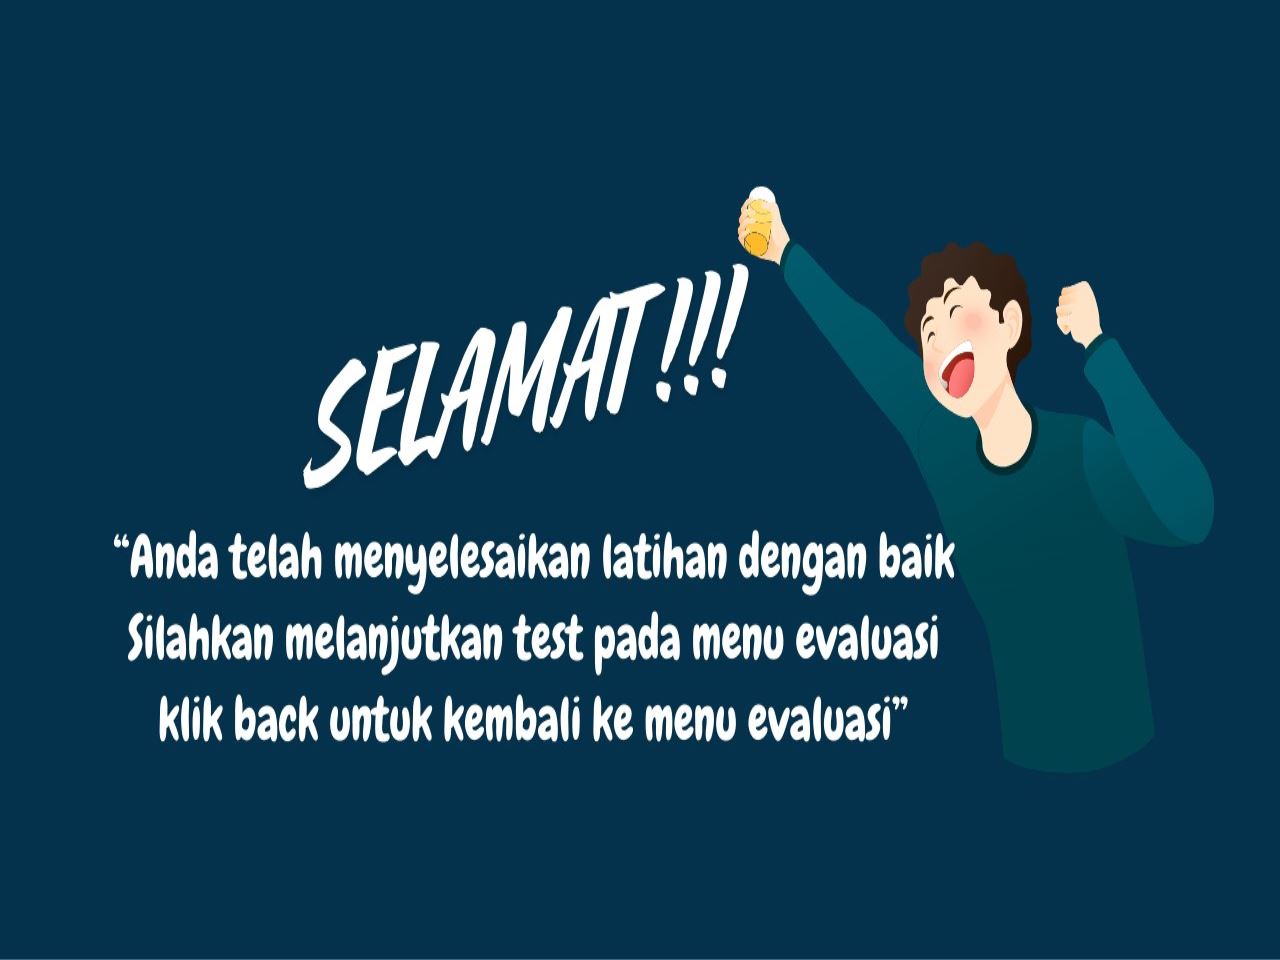 SELAMAT!!!
“Anda telah menyelesaikan latihan dengan baik
Silahkan melanjutkan test pada menu evaluasi
klik back untuk kembali ke menu evaluasi”